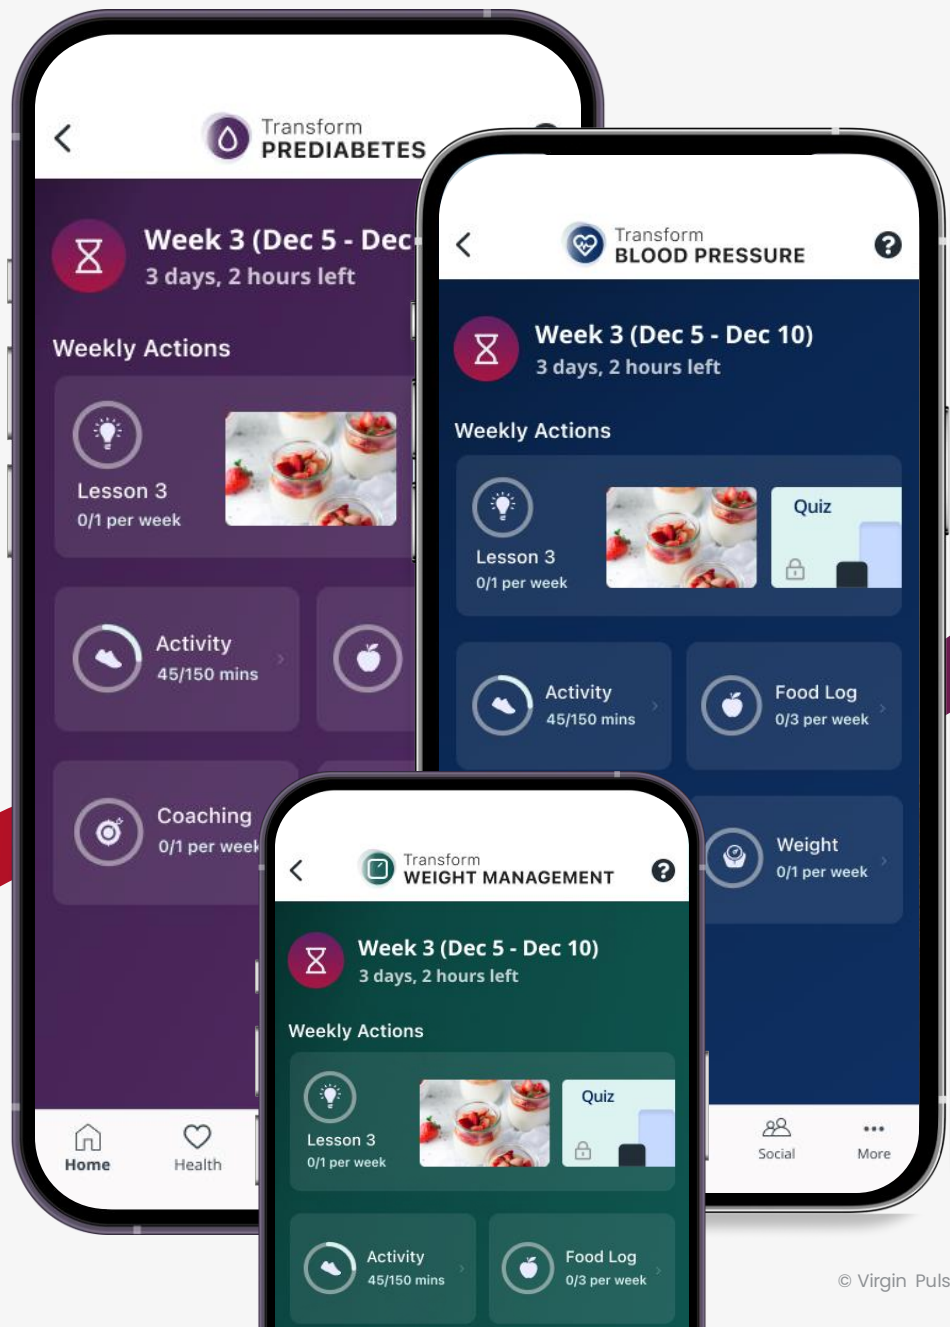 Transform
PREDIABETES
Week 3 (Dec 5 - Dec
3 days, 2 hours left
Weekly Actions
Lesson 3
0/1 per week
Activity
45/150 mins
Coaching
0/1 per week
Home
Health
Transform
BLOOD PRESSURE
?
Week 3 (Dec 5 - Dec 10)
3 days, 2 hours left
Weekly Actions
Lesson 3
0/1 per week
Quiz
Activity
45/150 mins
Food Log
0/3 per week
Weight
0/1 per week
Social
More
Transform
WEIGHT MANAGEMENT
?
Week 3 (Dec 5 - Dec 10)
3 days, 2 hours left
Weekly Actions
Lesson 3
0/1 per week
Quiz
Activity
45/150 mins
Food Log
0/3 per week
© Virgin Puls